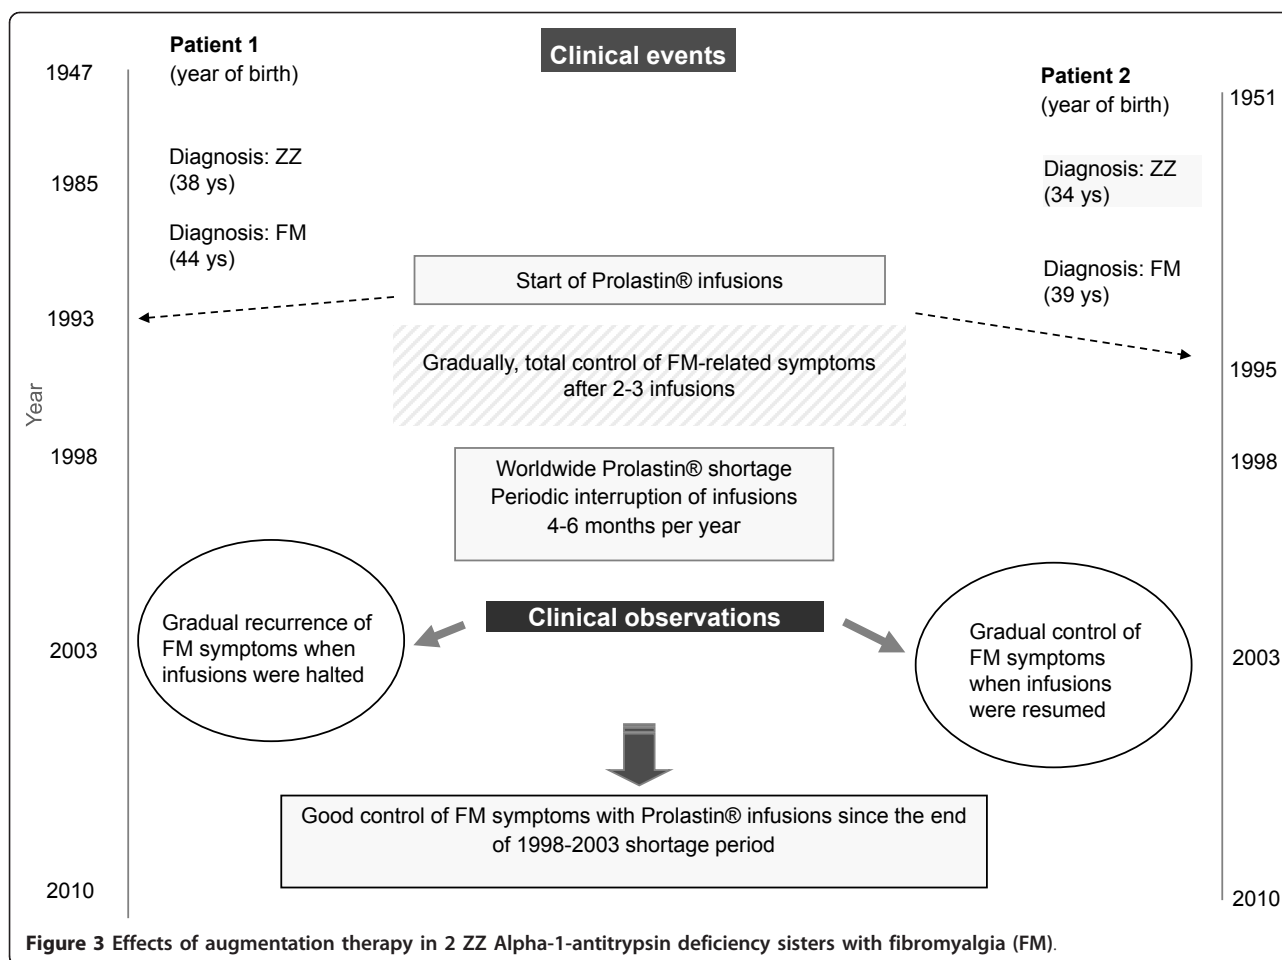 Patient 1
(year of birth)
Clinical events
Patient 2
(year of birth)
1947
1951
Diagnosis: ZZ
(38 ys)
1985
Diagnosis: ZZ
(34 ys)
Diagnosis: FM
(44 ys)
Diagnosis: FM
(39 ys)
Start of Prolastin® infusions
1993
1995
Gradually, total control of FM-related symptoms
after 2-3 infusions
Year
1998
1998
Worldwide Prolastin® shortage
Periodic interruption of infusions
4-6 months per year
Clinical observations
Gradual recurrence of
FM symptoms when
infusions were halted
Gradual control of
FM symptoms
when infusions
were resumed
2003
2003
Good control of FM symptoms with Prolastin® infusions since the end
of 1998-2003 shortage period
2010
2010
Figure 3 Effects of augmentation therapy in 2 ZZ Alpha-1-antitrypsin deficiency sisters with fibromyalgia (FM).